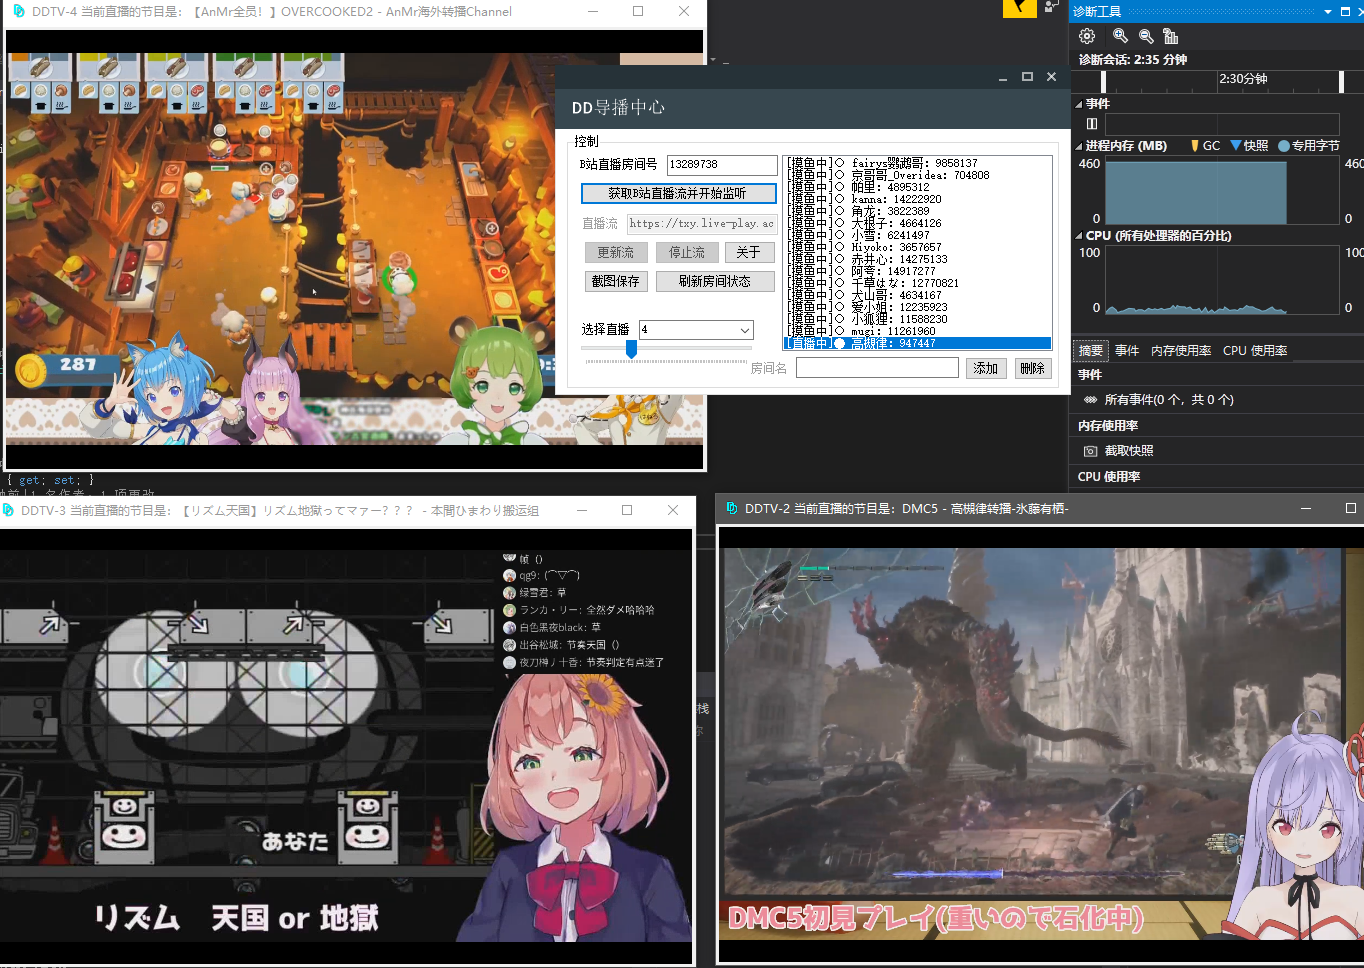 DDTV-4 当前直播的节目是：【AnMr全员！】OVERCOOKED2 - AnMr海外转播Channel
287
{ get; set; }
DD导播中心
控制
B站直播房间号
13289738
获取B站直播流并开始监听
直播流
https://txy.live-play.ac
更新流
停止流
关于
截图保存
刷新房间状态
选择直播
4
[摸鱼中]○ fairys鹦鹉哥: 9858137
[摸鱼中]○ 京哥哥_Overidea: 704808
[摸鱼中]○ 帕里: 4895312
[摸鱼中]○ kanna: 14222920
[摸鱼中]○ 角龙: 3822389
[摸鱼中]○ 大根子: 4664126
[摸鱼中]○ 小雪: 6241497
[摸鱼中]○ Hiyoko: 3657657
[摸鱼中]○ 赤井心: 14275133
[摸鱼中]○ 阿夸: 14917277
[摸鱼中]○ 千草はな: 12770821
[摸鱼中]○ 犬山哥: 4634167
[摸鱼中]○ 爱小姐: 12235923
[摸鱼中]○ 小狐狸: 11588230
[摸鱼中]○ mugi: 11261960
[直播中]● 高槻律: 947447
房间名
添加
删除
诊断工具
诊断会话: 2:35 分钟
2:30分钟
事件
进程内存 (MB)
GC
快照
专用字节
460
460
0
0
CPU (所有处理器的百分比)
100
100
0
0
摘要
事件
内存使用率
CPU 使用率
事件
所有事件(0 个，共 0 个)
内存使用率
截取快照
CPU 使用率
DDTV-3 当前直播的节目是：【リズム天国】リズム地獄ってマァー？？？ - 本間ひまわり搬运组
帧（）
qg9: (⌒▽⌒)
绿雪君: 草
ランカ・リー: 全然ダメ哈哈哈
白色黑夜black: 草
出谷松城: 节奏天国（）
夜刀神丿十香: 节奏判定有点迷了
あなた
リズム 天国 or 地獄
DDTV-2 当前直播的节目是：DMC5 - 高槻律转播-氷藤有栖-
DMC5初見プレイ(重いので石化中)